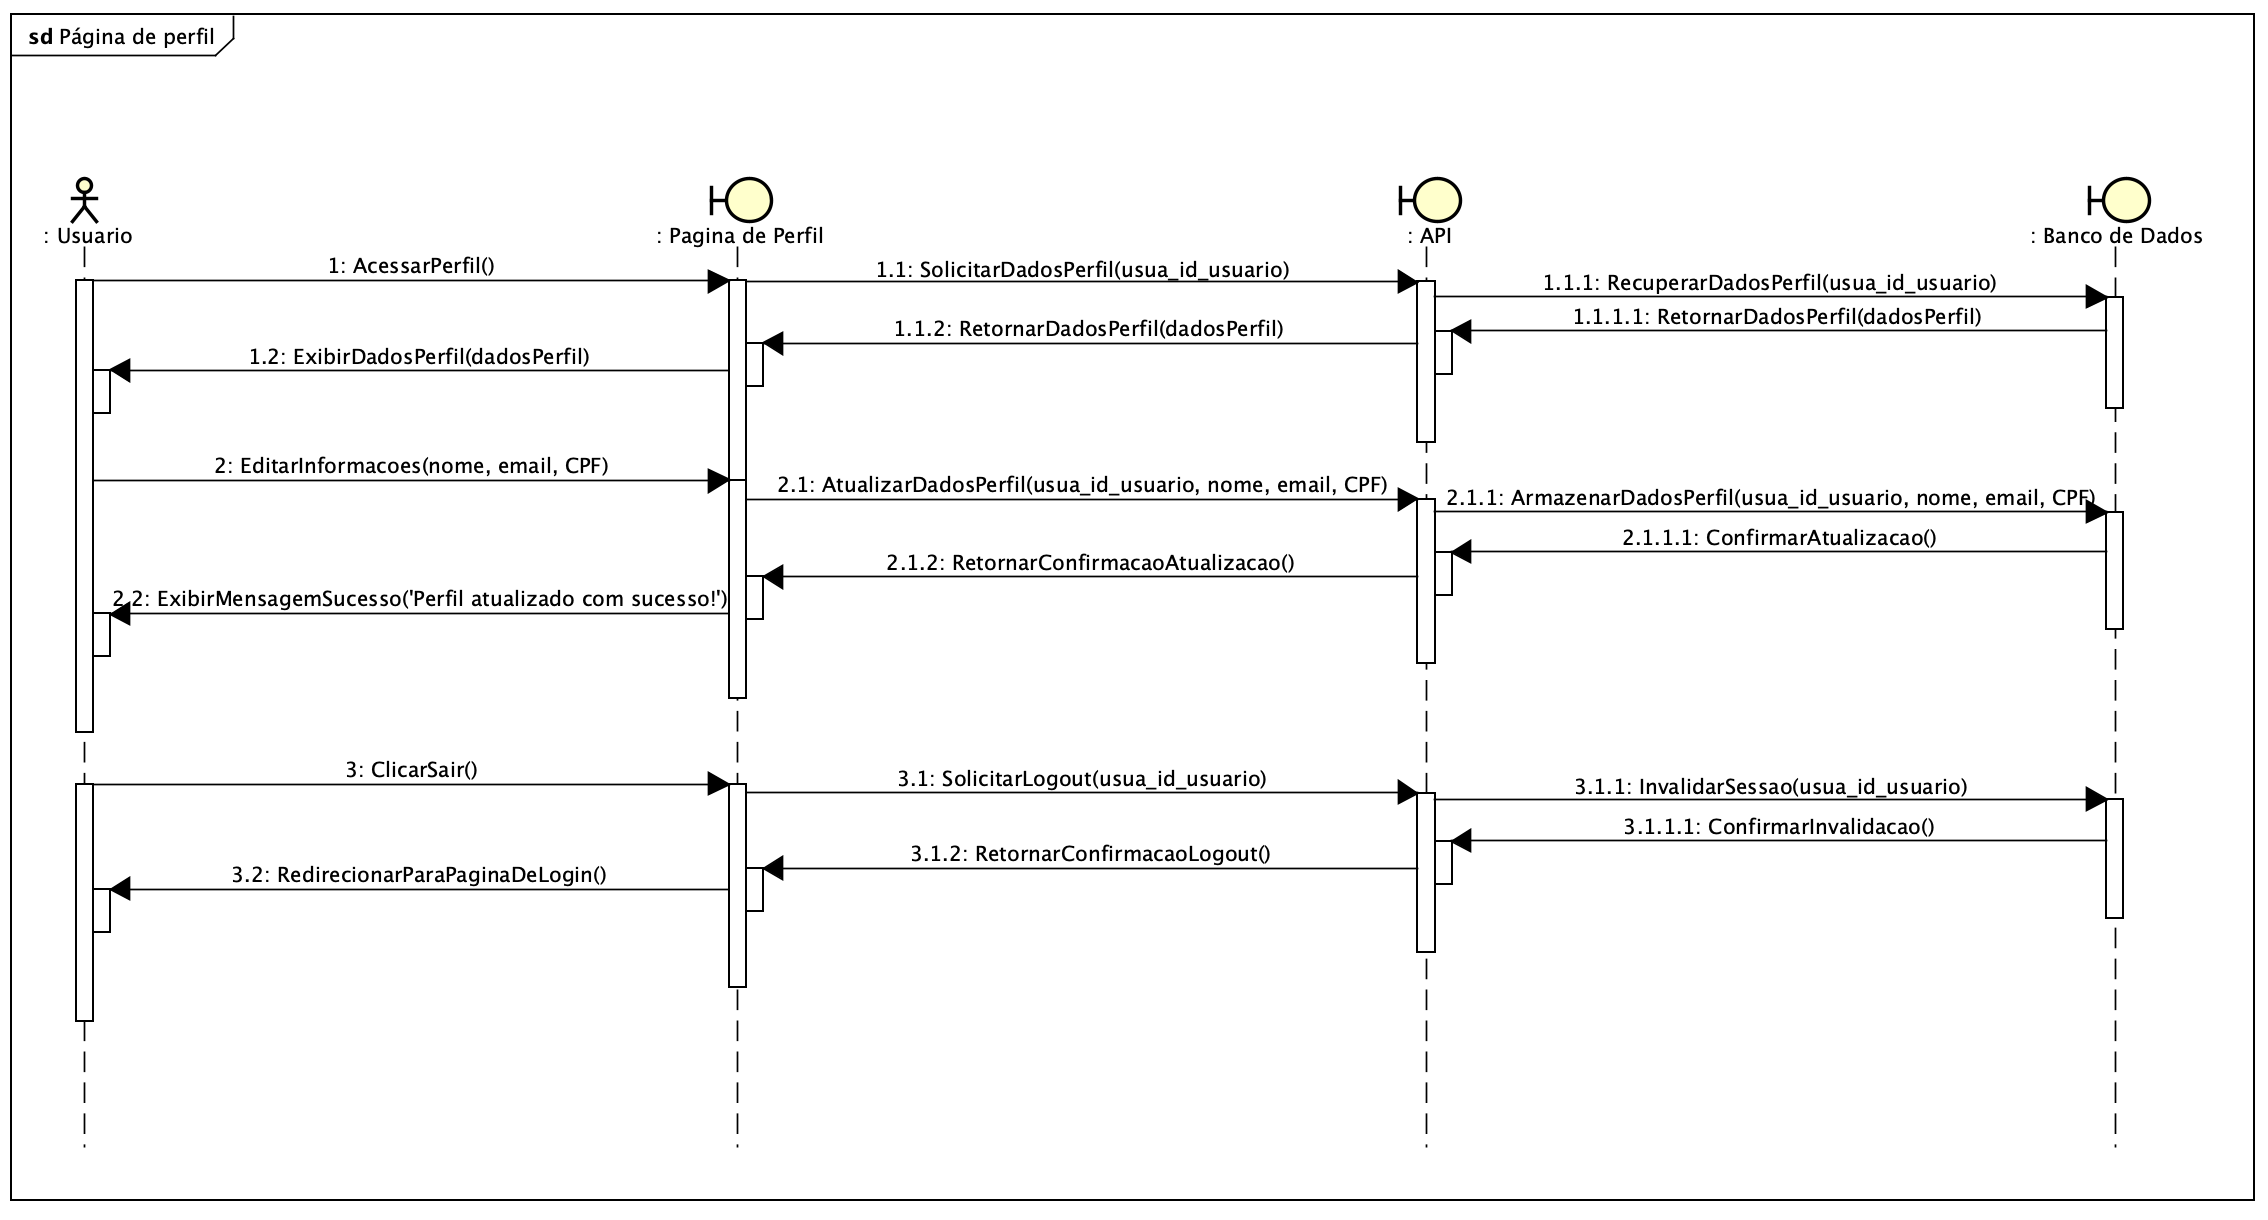 sd Página de perfil
: Usuario
: Pagina de Perfil
: API
: Banco de Dados
1: AcessarPerfil()
1.1: SolicitarDadosPerfil(usua_id_usuario)
1.1.1: RecuperarDadosPerfil(usua_id_usuario)
1.1.1.1: RetornarDadosPerfil(dadosPerfil)
1.1.2: RetornarDadosPerfil(dadosPerfil)
1.2: ExibirDadosPerfil(dadosPerfil)
2: EditarInformacoes(nome, email, CPF)
2.1: AtualizarDadosPerfil(usua_id_usuario, nome, email, CPF)
2.1.1: ArmazenarDadosPerfil(usua_id_usuario, nome, email, CPF)
2.1.1.1: ConfirmarAtualizacao()
2.1.2: RetornarConfirmacaoAtualizacao()
2.2: ExibirMensagemSucesso('Perfil atualizado com sucesso!')
3: ClicarSair()
3.1: SolicitarLogout(usua_id_usuario)
3.1.1: InvalidarSessao(usua_id_usuario)
3.1.1.1: ConfirmarInvalidacao()
3.1.2: RetornarConfirmacaoLogout()
3.2: RedirecionarParaPaginaDeLogin()